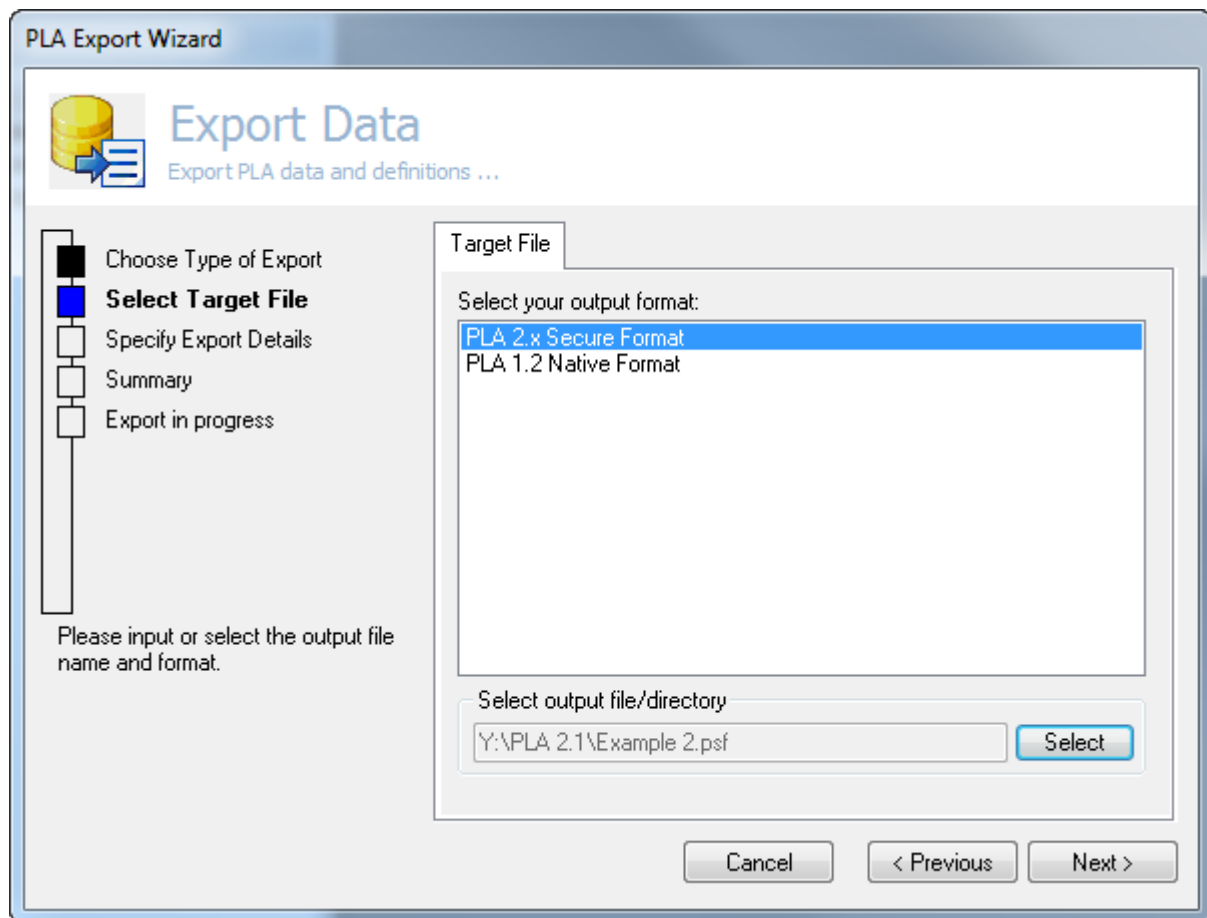 PLA Export Wizard
Export Data
Export PLA data and definitions ...
Choose Type of Export
Select Target File
Specify Export Details
Summary
Export in progress
Please input or select the output file
name and format.
Target File
Select your output format:
PLA 2.x Secure Format
PLA 1.2 Native Format
Select output file/directory
Y:\PLA 2.1\Example 2.psf
Select
Cancel
< Previous
Next >